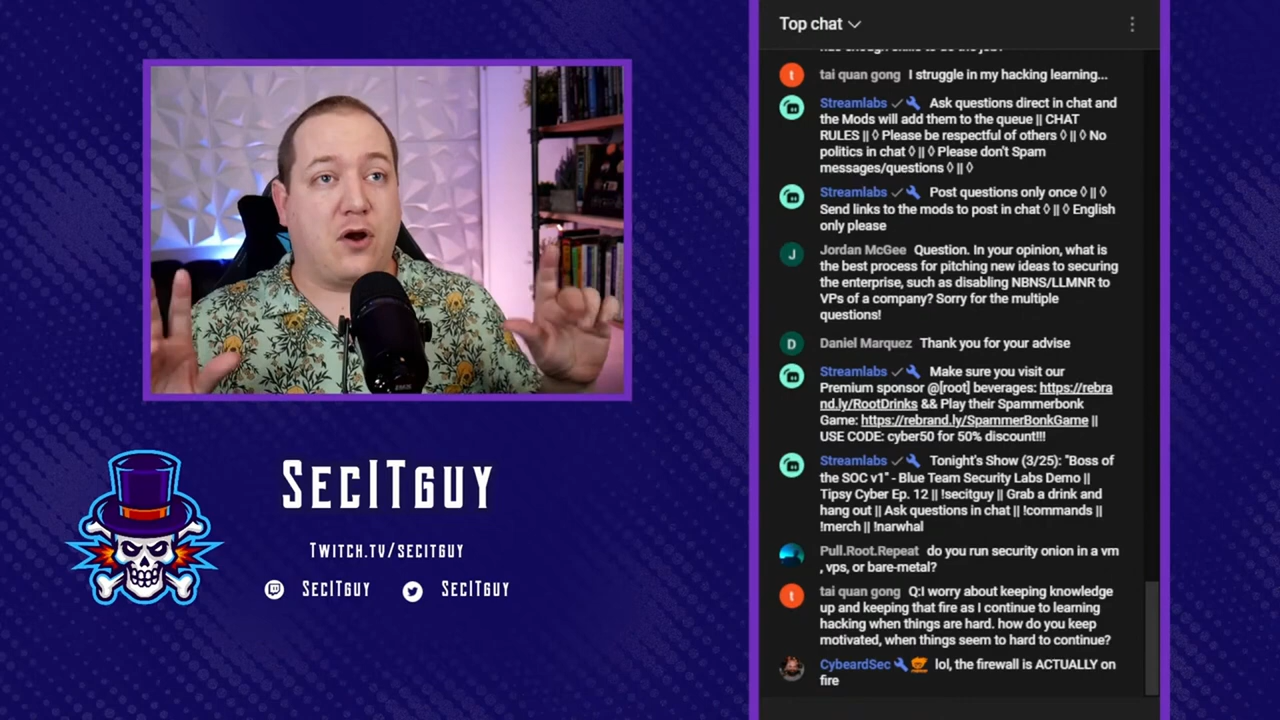 Top chat
tai quan gong I struggle in my hacking learning...
Streamlabs Ask questions direct in chat and
the Mods will add them to the queue || CHAT
RULES || ◊ Please be respectful of others ◊ || ◊ No
politics in chat ◊ || ◊ Please don't Spam
messages/questions ◊ || ◊
Streamlabs Post questions only once ◊ || ◊
Send links to the mods to post in chat ◊ || ◊ English
only please
J Jordan McGee Question. In your opinion, what is
the best process for pitching new ideas to securing
the enterprise, such as disabling NBNS/LLMNR to
VPs of a company? Sorry for the multiple
questions!
D Daniel Marquez Thank you for your advise
Streamlabs Make sure you visit our
Premium sponsor @[root] beverages: https://rebra
nd.ly/RootDrinks && Play their Spammerbonk
Game: https://rebrand.ly/SpammerBonkGame ||
USE CODE: cyber50 for 50% discount!!!
Streamlabs Tonight's Show (3/25): "Boss of
the SOC v1" - Blue Team Security Labs Demo ||
Tipsy Cyber Ep. 12 || !secitguy || Grab a drink and
hang out || Ask questions in chat || !commands ||
!merch || !narwhal
Pull.Root.Repeat do you run security onion in a vm
, vps, or bare-metal?
t tai quan gong Q:I worry about keeping knowledge
up and keeping that fire as I continue to learning
hacking when things are hard. how do you keep
motivated, when things seem to hard to continue?
CybeardSec lol, the firewall is ACTUALLY on
fire
SecITguy
Twitch.tv/secitguy
SecITguy SecITguy